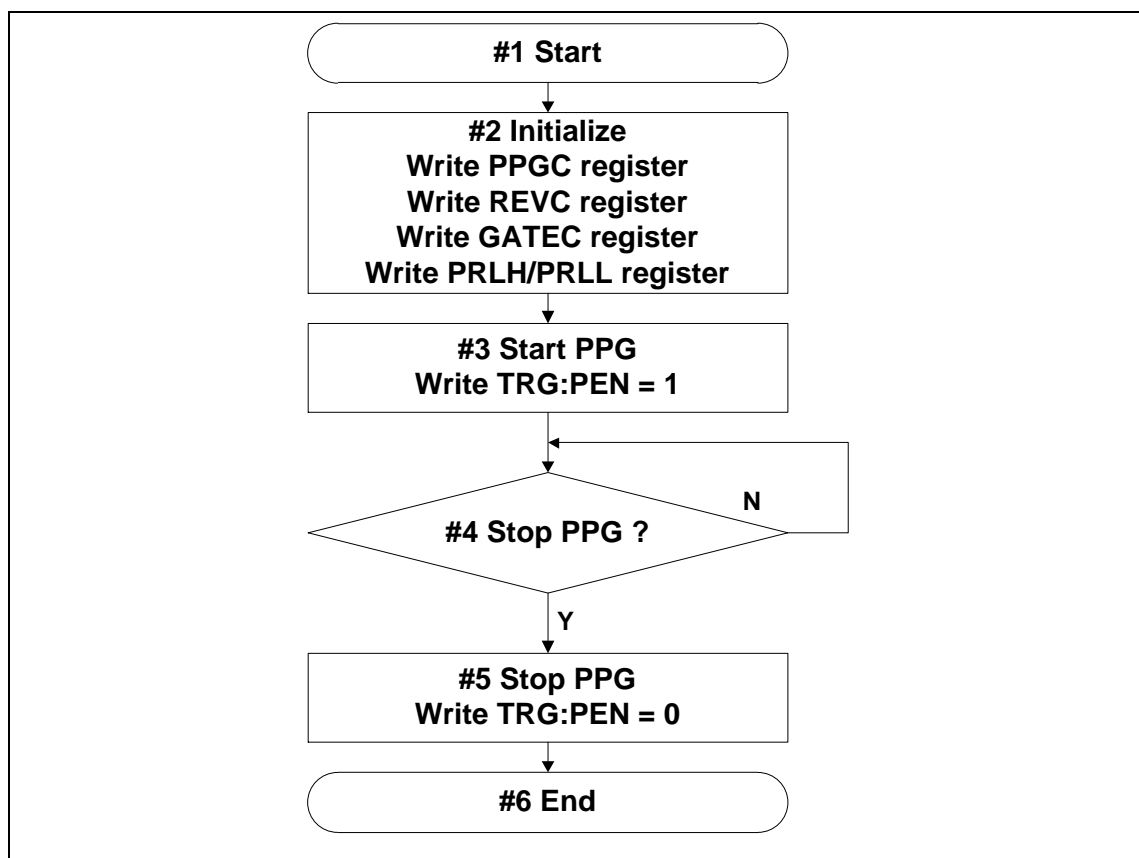 #1 Start
#2 Initialize
Write PPGC register
Write REVC register
Write GATEC register
Write PRLH/PRLL register
#3 Start PPG
Write TRG:PEN = 1
N
#4 Stop PPG ?
Y
#5 Stop PPG
Write TRG:PEN = 0
#6 End